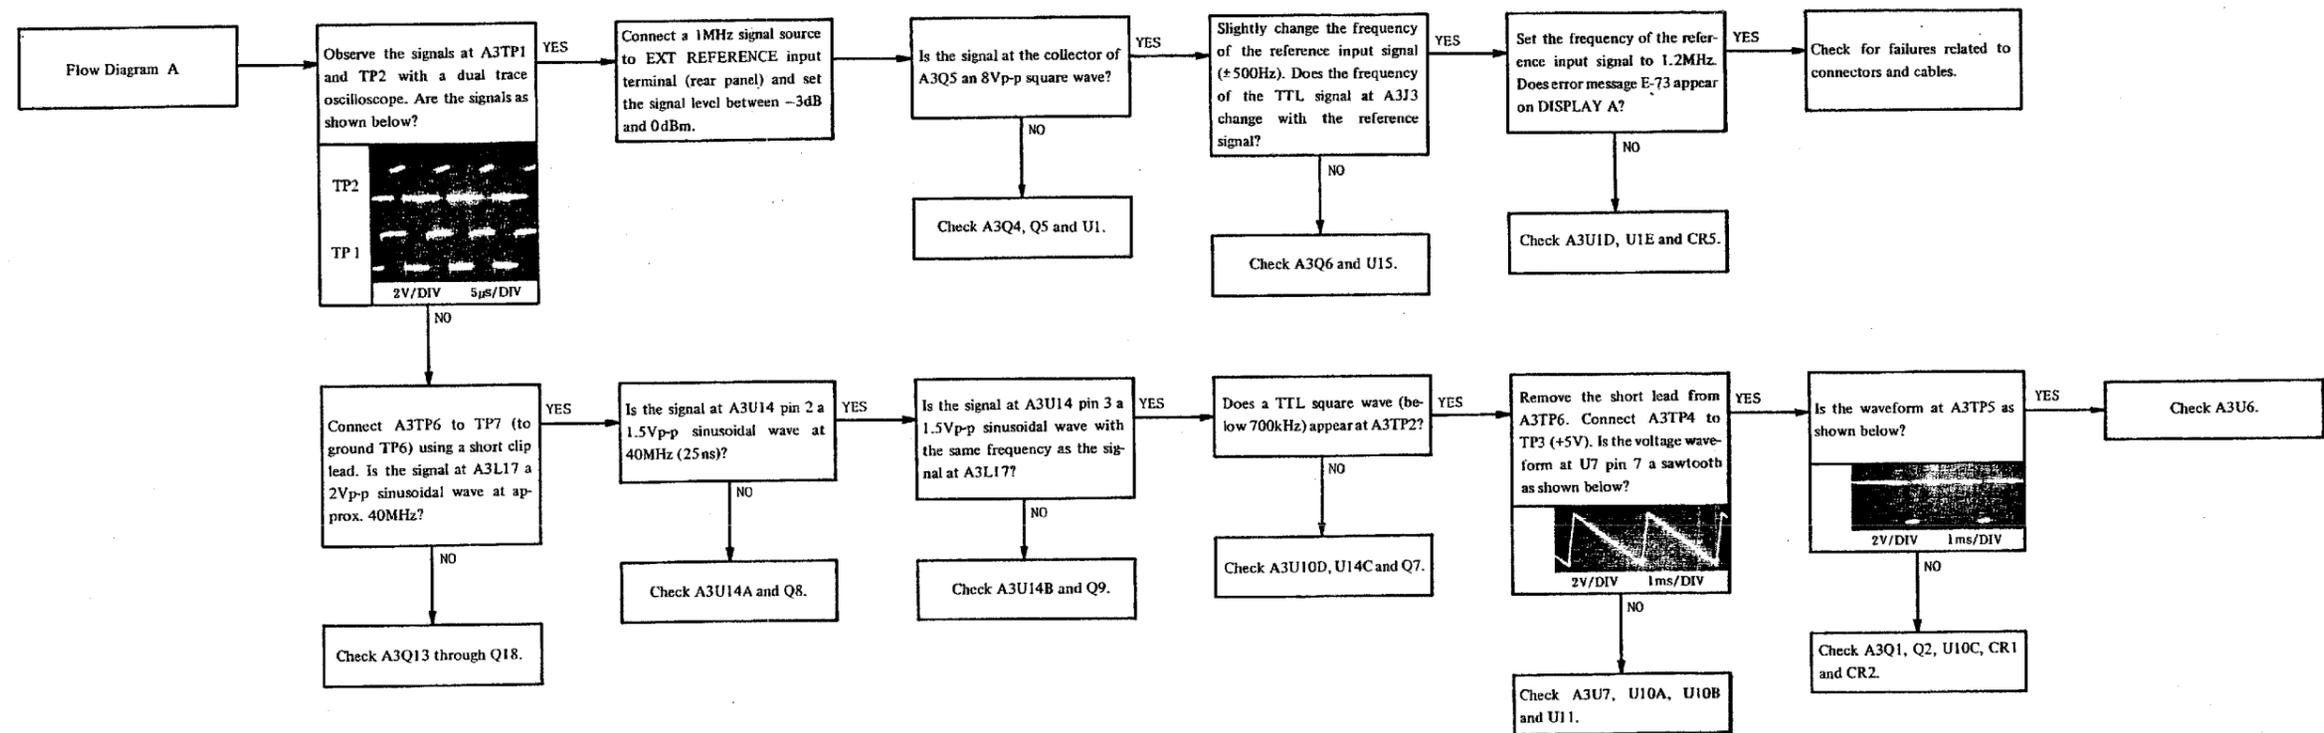 Flow Diagram A
Observe the signals at A3TP1
and TP2 with a dual trace
oscilloscope. Are the signals as
shown below?
TP2
TP 1
2V/DIV 5µs/DIV
YES
NO
Connect a 1MHz signal source
to EXT REFERENCE input
terminal (rear panel) and set
the signal level between −3dB
and 0dBm.
Is the signal at the collector of
A3Q5 an 8Vp-p square wave?
YES
NO
Check A3Q4, Q5 and U1.
Slightly change the frequency
of the reference input signal
(±500Hz). Does the frequency
of the TTL signal at A3J3
change with the reference
signal?
YES
NO
Check A3Q6 and U15.
Set the frequency of the refer-
ence input signal to 1.2MHz.
Does error message E-73 appear
on DISPLAY A?
YES
NO
Check A3U1D, U1E and CR5.
Check for failures related to
connectors and cables.
Connect A3TP6 to TP7 (to
ground TP6) using a short clip
lead. Is the signal at A3L17 a
2Vp-p sinusoidal wave at ap-
prox. 40MHz?
YES
NO
Check A3Q13 through Q18.
Is the signal at A3U14 pin 2 a
1.5Vp-p sinusoidal wave at
40MHz (25ns)?
YES
NO
Check A3U14A and Q8.
Is the signal at A3U14 pin 3 a
1.5Vp-p sinusoidal wave with
the same frequency as the sig-
nal at A3L17?
YES
NO
Check A3U14B and Q9.
Does a TTL square wave (be-
low 700kHz) appear at A3TP2?
YES
NO
Check A3U10D, U14C and Q7.
Remove the short lead from
A3TP6. Connect A3TP4 to
TP3 (+5V). Is the voltage wave-
form at U7 pin 7 a sawtooth
as shown below?
2V/DIV 1ms/DIV
YES
NO
Check A3U7, U10A, U10B
and U11.
Is the waveform at A3TP5 as
shown below?
2V/DIV 1ms/DIV
YES
NO
Check A3Q1, Q2, U10C, CR1
and CR2.
Check A3U6.